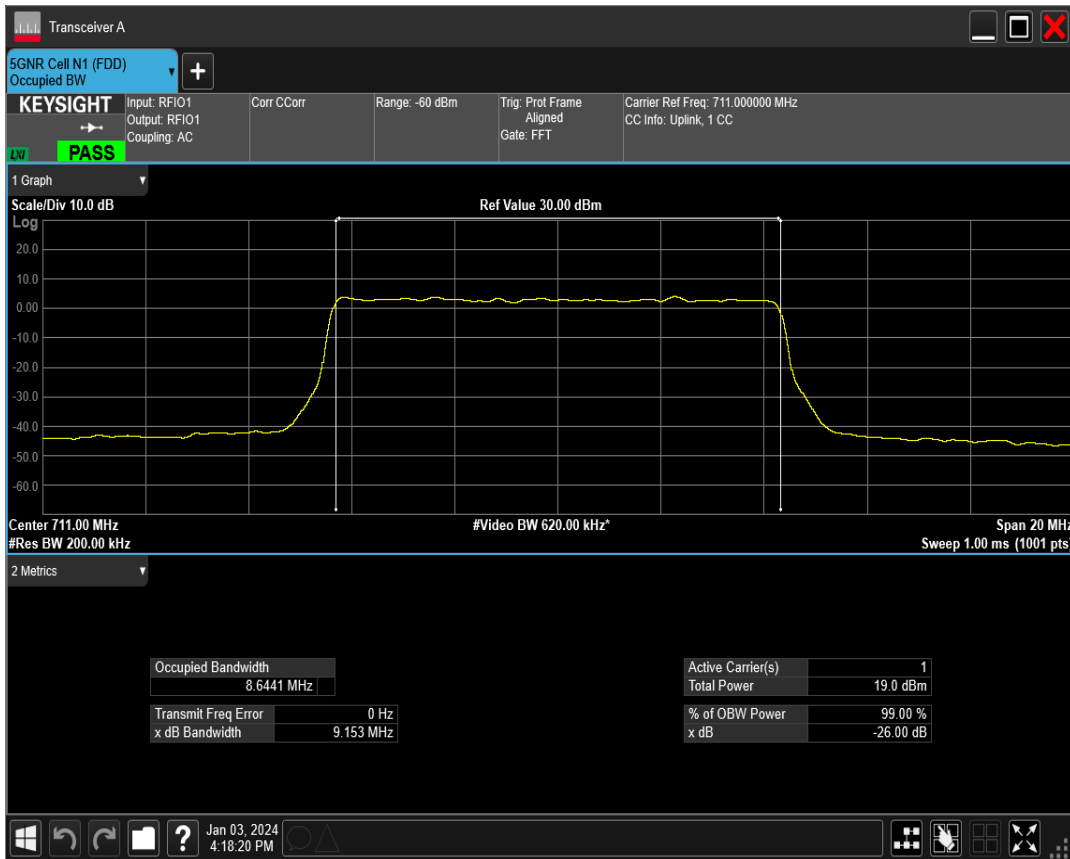 Transceiver A
5GNR Cell N1 (FDD)
Occupied BW
KEYSIGHT
LXI
PASS
Input: RFIO1
Output: RFIO1
Coupling: AC
Corr CCorr
Range: -60 dBm
Trig: Prot Frame
Aligned
Gate: FFT
Carrier Ref Freq: 711.000000 MHz
CC Info: Uplink, 1 CC
1 Graph
Scale/Div 10.0 dB
Ref Value 30.00 dBm
Log
20.0
10.0
0.00
-10.0
-20.0
-30.0
-40.0
-50.0
-60.0
Center 711.00 MHz
#Video BW 620.00 kHz*
Span 20 MHz
#Res BW 200.00 kHz
Sweep 1.00 ms (1001 pts)
2 Metrics
Occupied Bandwidth
8.6441 MHz
Transmit Freq Error 0 Hz
x dB Bandwidth 9.153 MHz
Active Carrier(s) 1
Total Power 19.0 dBm
% of OBW Power 99.00 %
x dB -26.00 dB
?
Jan 03, 2024
4:18:20 PM